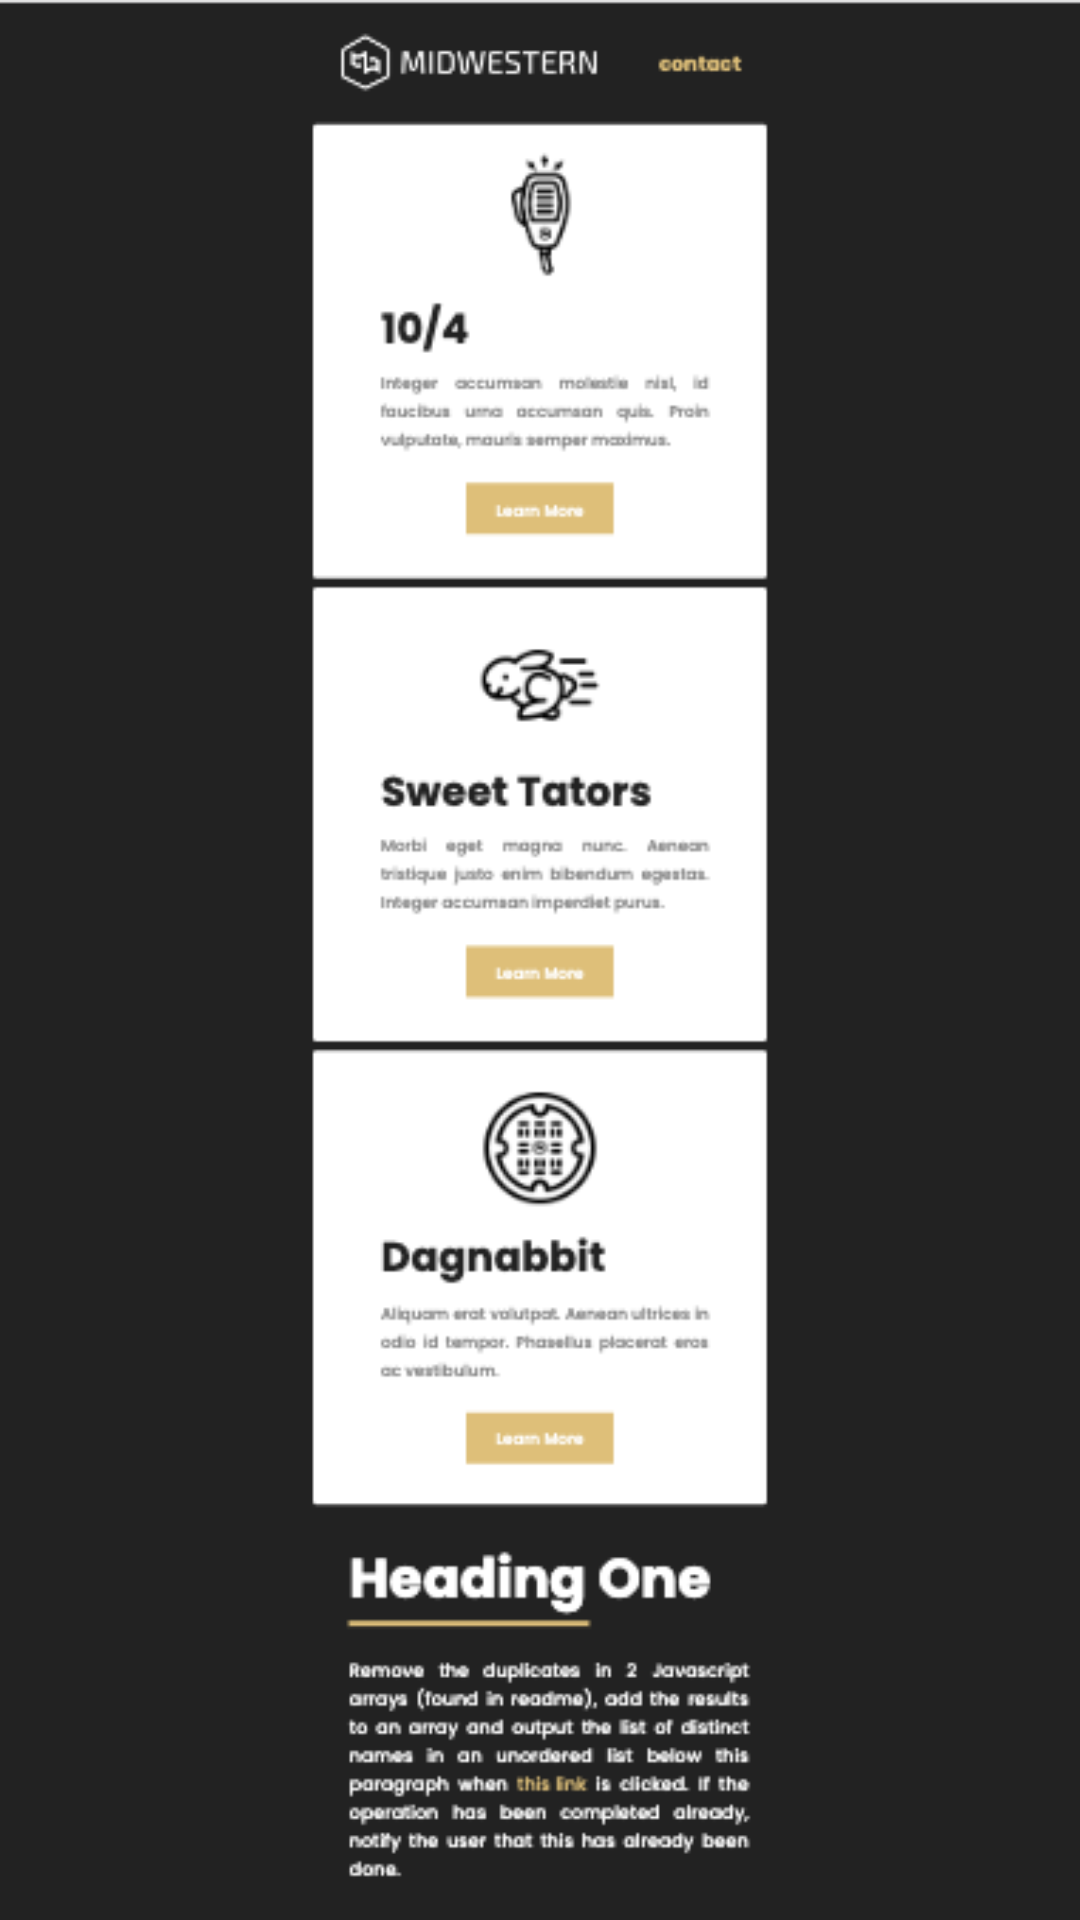 MIDWESTERN contact
10/4
Integer accumsan molestie nisl, id
faucibus urna accumsan quis. Proin
vulputate, mauris semper maximus.
Learn More
Sweet Tators
Morbi eget magna nunc. Aenean
tristique justo enim bibendum egestas.
Integer accumsan imperdiet purus.
Learn More
Dagnabbit
Aliquam erat volutpat. Aenean ultrices in
odio id tempor. Phasellus placerat eros
ac vestibulum.
Learn More
Heading One
Remove the duplicates in 2 Javascript
arrays (found in readme), add the results
to an array and output the list of distinct
names in an unordered list below this
paragraph when this link is clicked. If the
operation has been completed already,
notify the user that this has already been
done.